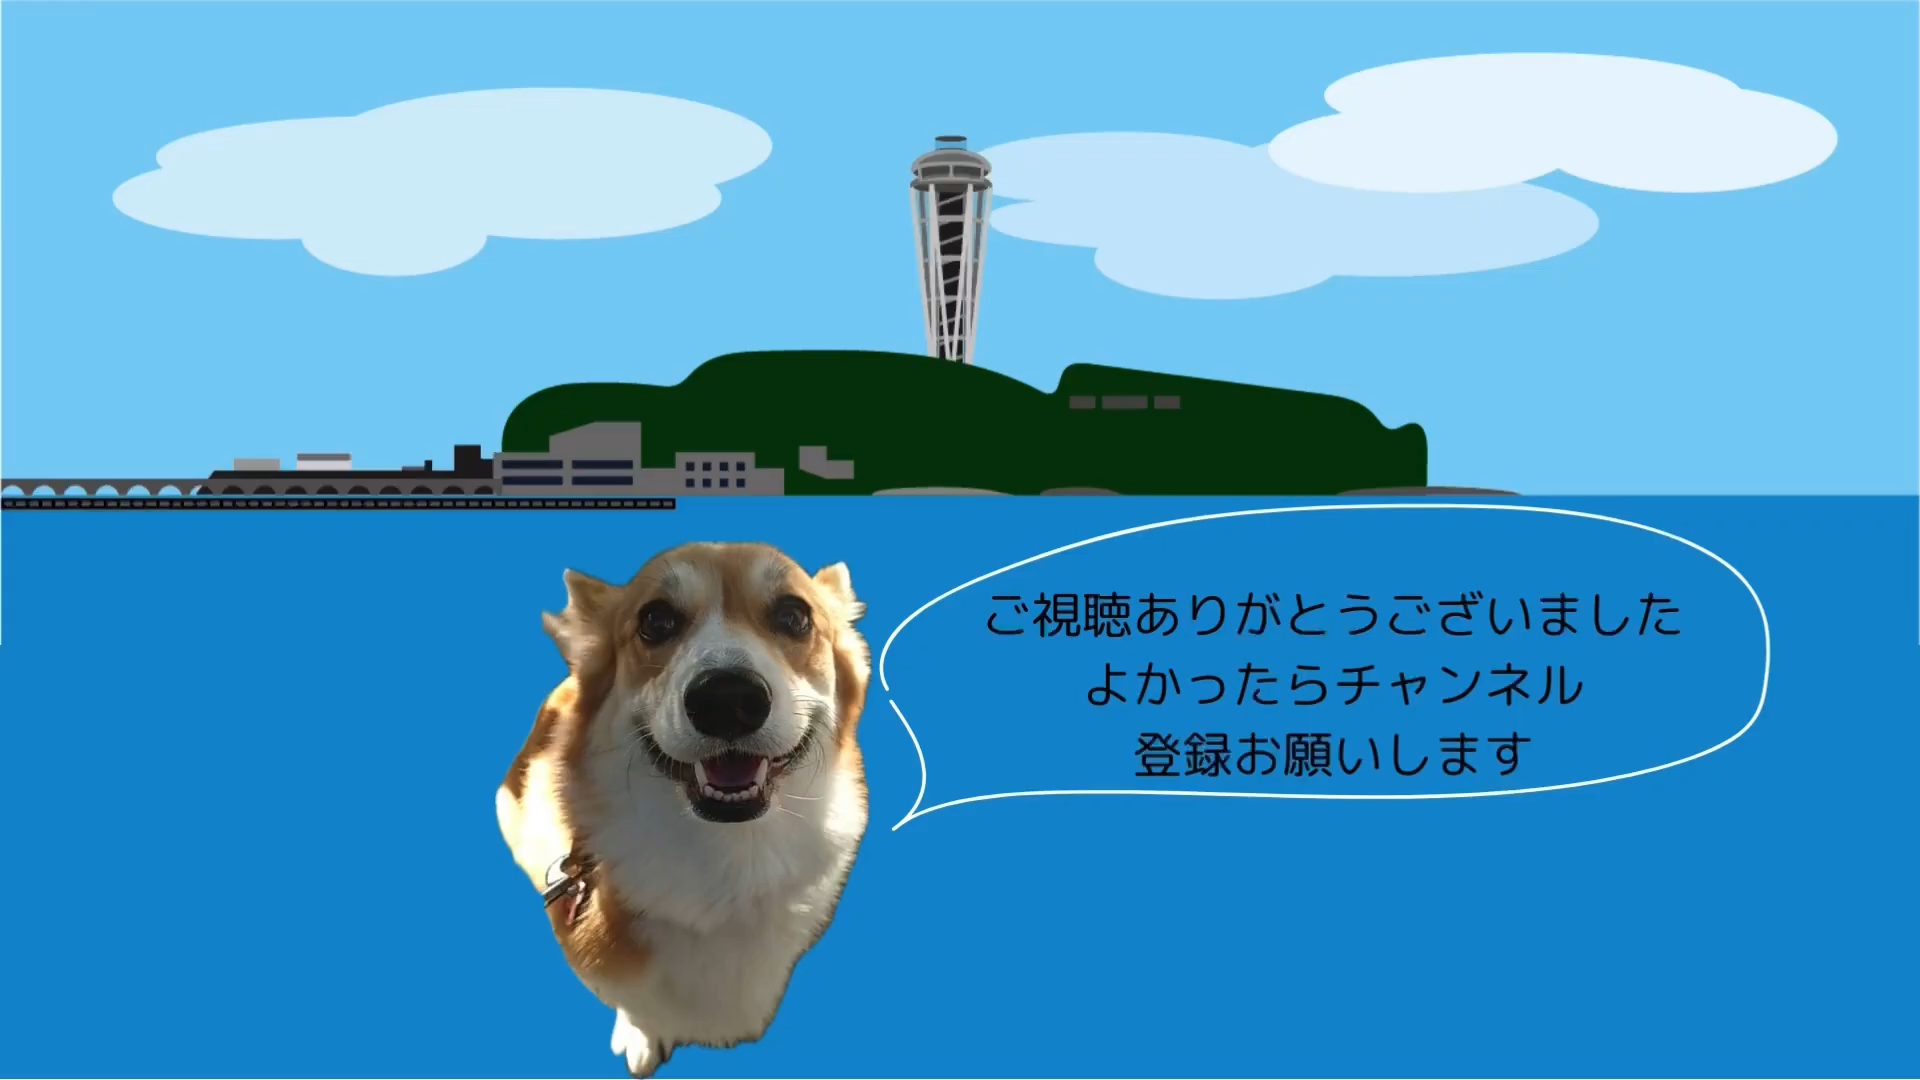 ご視聴ありがとうございました
よかったらチャンネル
登録お願いします